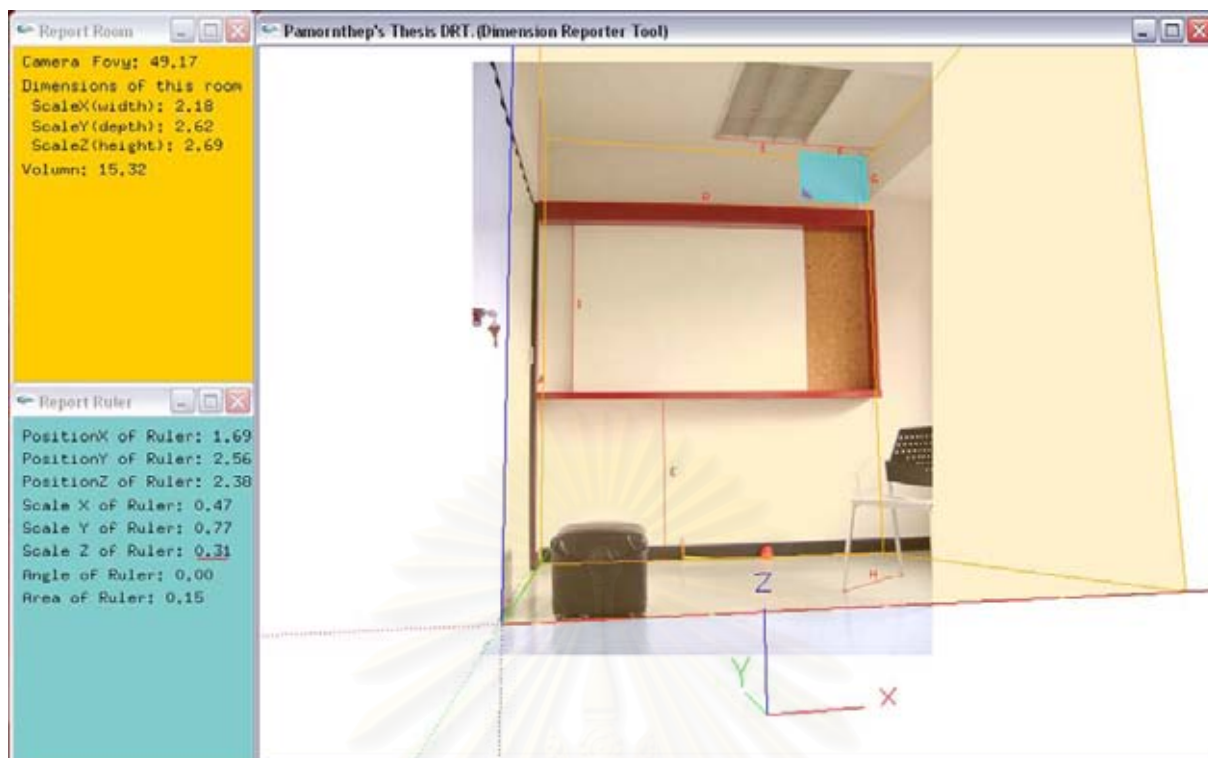 Report Room
Camera Fovy: 49.17
Dimensions of this room
ScaleX(width): 2.18
ScaleY(depth): 2.62
ScaleZ(height): 2.69
Volumn: 15.32
Report Ruler
PositionX of Ruler: 1.69
PositionY of Ruler: 2.56
PositionZ of Ruler: 2.38
Scale X of Ruler: 0.47
Scale Y of Ruler: 0.77
Scale Z of Ruler: 0.31
Angle of Ruler: 0.00
Area of Ruler: 0.15
Pamornthep's Thesis DRT.(Dimension Reporter Tool)
G
D
C
H
Z
Y
X